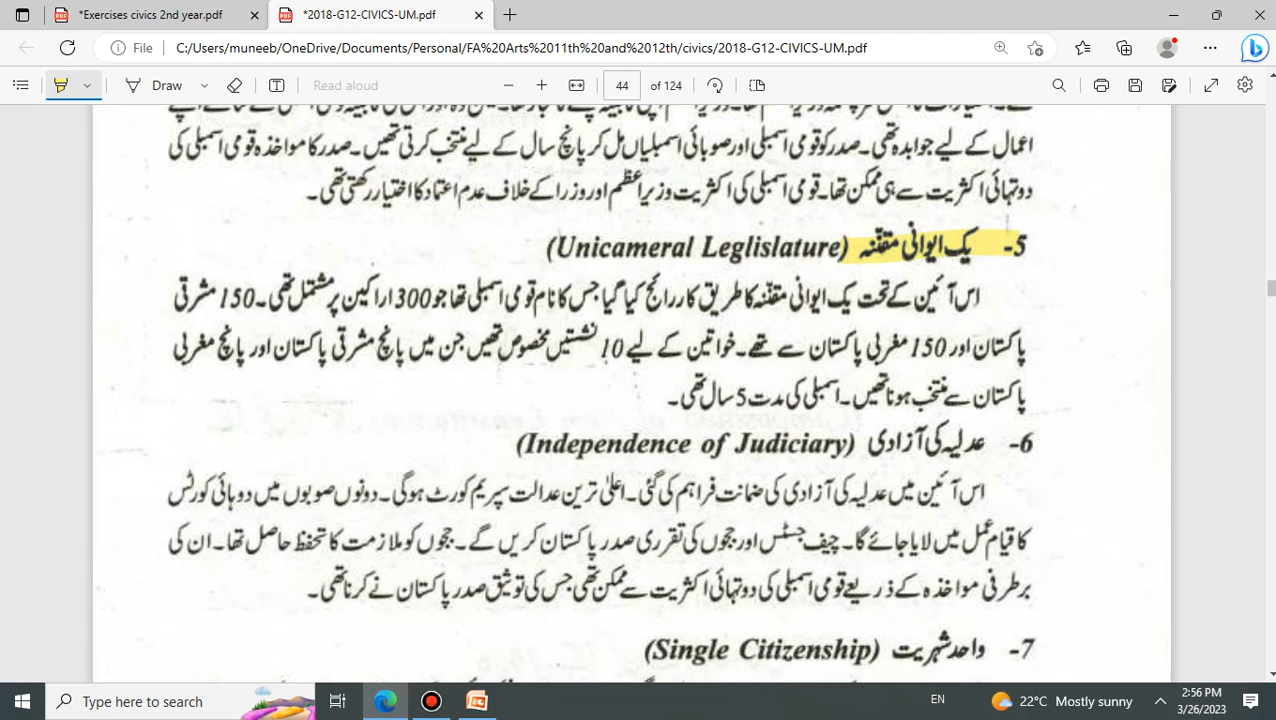 *Exercises civics 2nd year.pdf
*2018-G12-CIVICS-UM.pdf
File C:/Users/muneeb/OneDrive/Documents/Personal/FA%20Arts%2011th%20and%2012th/civics/2018-G12-CIVICS-UM.pdf
Draw Read aloud 44 of 124
اعمال کے لیے جوابدہ تھی۔ صدر کو قومی اسمبلی اور صوبائی اسمبلیاں مل کر پانچ سال کے لیے منتخب کرتی تھیں۔ صدر کا مواخذہ قومی اسمبلی کی
دو تہائی اکثریت سے ہی ممکن تھا۔ قومی اسمبلی کی اکثریت وزیراعظم اور وزرا کے خلاف عدم اعتماد کا اختیار رکھتی تھی۔
5- یک ایوانی مقنّنہ (Unicameral Leglislature)
اس آئین کے تحت یک ایوانی مقنّنہ کا طریق کار رائج کیا گیا جس کا نام قومی اسمبلی تھا جو 300 اراکین پر مشتمل تھی۔ 150 مشرقی
پاکستان اور 150 مغربی پاکستان سے تھے۔ خواتین کے لیے 10 نشستیں مخصوص تھیں جن میں پانچ مشرقی پاکستان اور پانچ مغربی
پاکستان سے منتخب ہونا تھیں۔ اسمبلی کی مدت 5 سال تھی۔
6- عدلیہ کی آزادی (Independence of Judiciary)
اس آئین میں عدلیہ کی آزادی کی ضمانت فراہم کی گئی۔ اعلیٰ ترین عدالت سپریم کورٹ ہوگی۔ دونوں صوبوں میں دو ہائی کورٹس
کا قیام عمل میں لایا جائے گا۔ چیف جسٹس اور ججوں کی تقرری صدر پاکستان کریں گے۔ ججوں کو ملازمت کا تحفظ حاصل تھا۔ ان کی
برطرفی مواخذہ کے ذریعے قومی اسمبلی کی دو تہائی اکثریت سے ممکن تھی جس کی توثیق صدر پاکستان نے کرنا تھی۔
7- واحد شہریت (Single Citizenship)
Type here to search
EN
22°C Mostly sunny
2:56 PM
3/26/2023